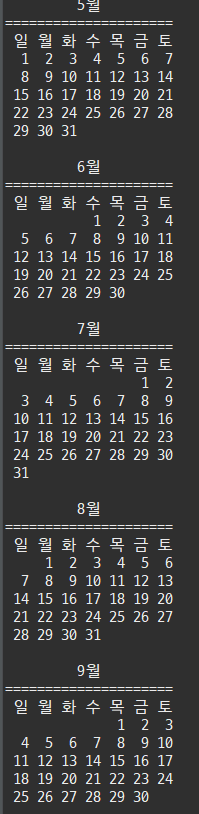 5월
=====================
일 월 화 수 목 금 토
1 2 3 4 5 6 7
8 9 10 11 12 13 14
15 16 17 18 19 20 21
22 23 24 25 26 27 28
29 30 31
6월
=====================
일 월 화 수 목 금 토
1 2 3 4
5 6 7 8 9 10 11
12 13 14 15 16 17 18
19 20 21 22 23 24 25
26 27 28 29 30
7월
=====================
일 월 화 수 목 금 토
1 2
3 4 5 6 7 8 9
10 11 12 13 14 15 16
17 18 19 20 21 22 23
24 25 26 27 28 29 30
31
8월
=====================
일 월 화 수 목 금 토
1 2 3 4 5 6
7 8 9 10 11 12 13
14 15 16 17 18 19 20
21 22 23 24 25 26 27
28 29 30 31
9월
=====================
일 월 화 수 목 금 토
1 2 3
4 5 6 7 8 9 10
11 12 13 14 15 16 17
18 19 20 21 22 23 24
25 26 27 28 29 30